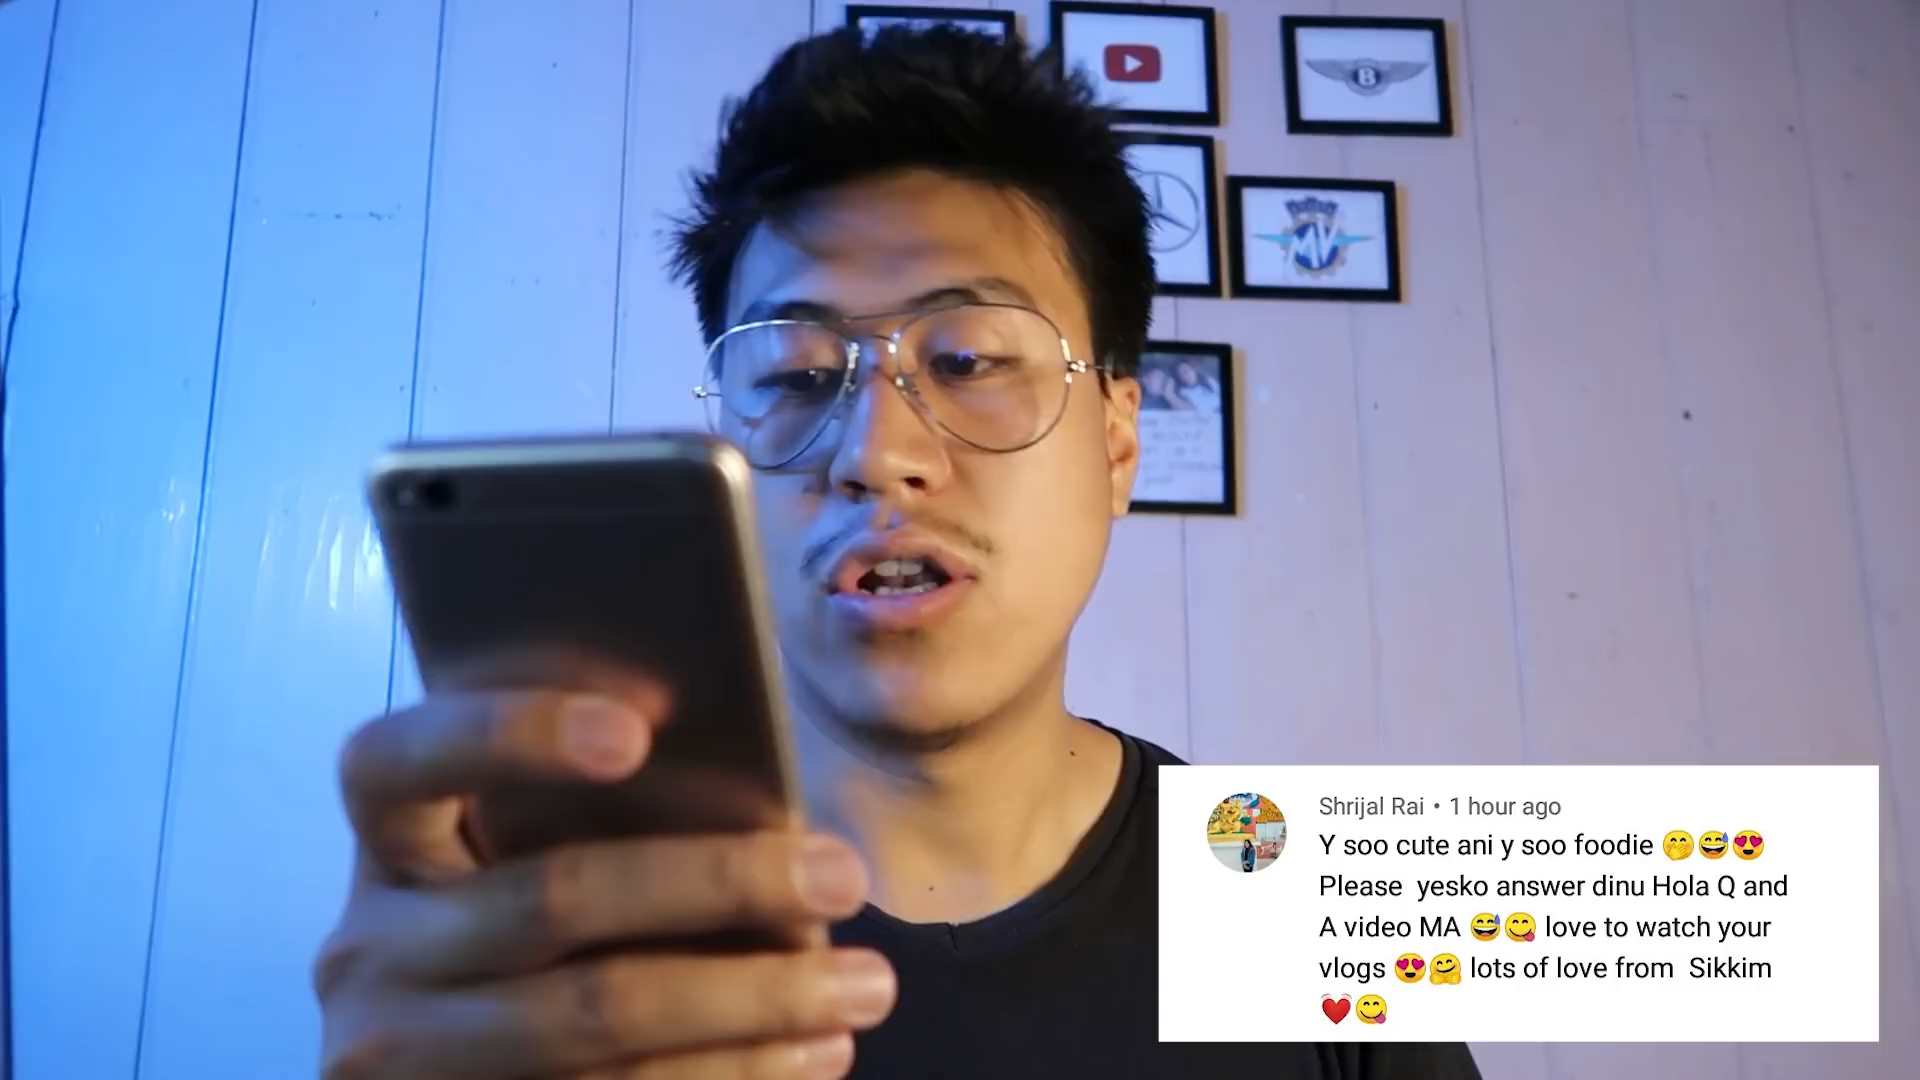 B
MV
Shrijal Rai • 1 hour ago
Y soo cute ani y soo foodie 🤭😅😍
Please yesko answer dinu Hola Q and
A video MA 😅😋 love to watch your
vlogs 😍🤗 lots of love from Sikkim
💓😋